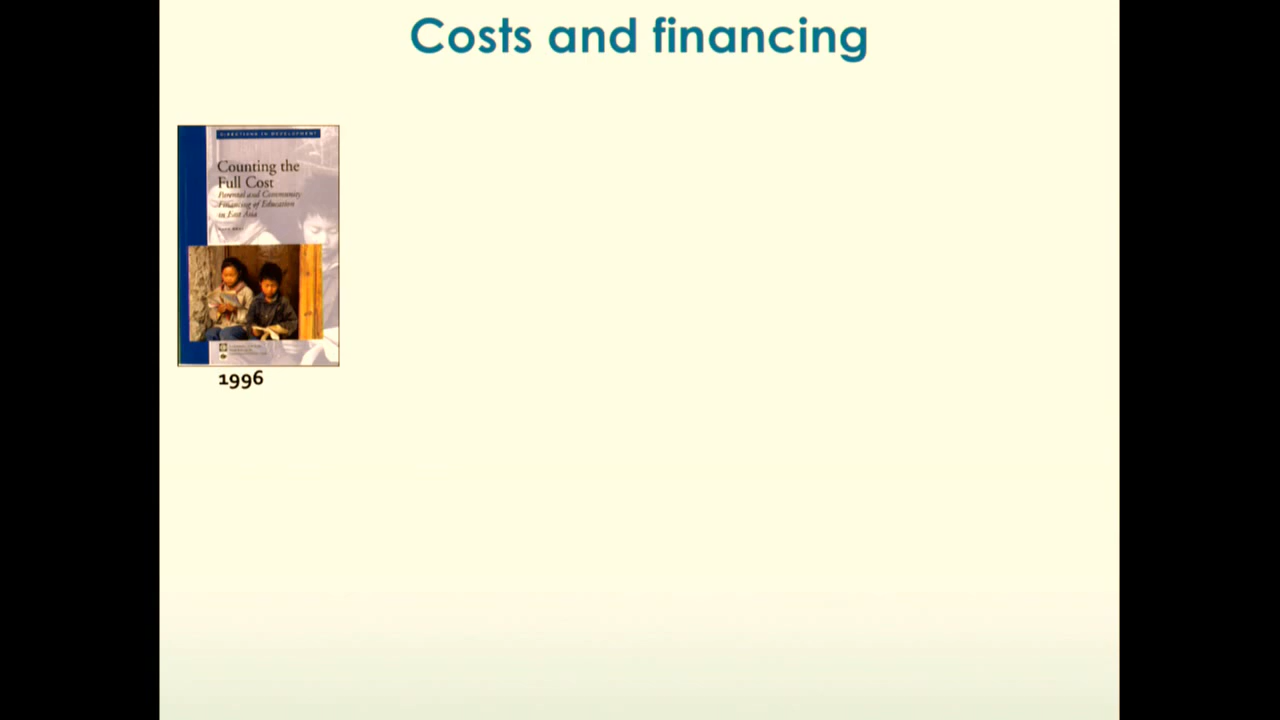 Costs and financing
DIRECTIONS IN DEVELOPMENT
Counting the
Full Cost
Parental and Community
Financing of Education
in East Asia
1996